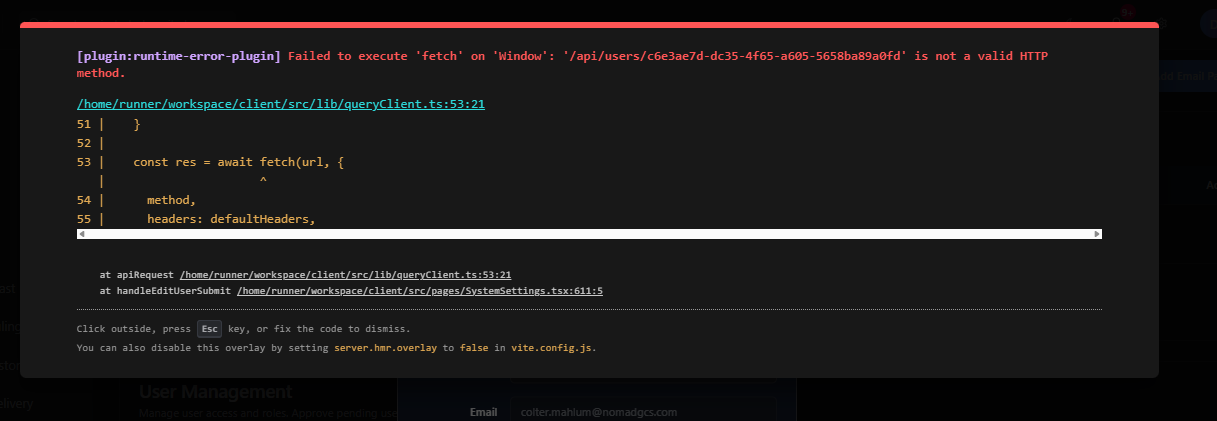 [plugin:runtime-error-plugin] Failed to execute 'fetch' on 'Window': '/api/users/c6e3ae7d-dc35-4f65-a605-5658ba89a0fd' is not a valid HTTP
method.
/home/runner/workspace/client/src/lib/queryClient.ts:53:21
51 |    }
52 |
53 |    const res = await fetch(url, {
   |                      ^
54 |      method,
55 |      headers: defaultHeaders,
at apiRequest /home/runner/workspace/client/src/lib/queryClient.ts:53:21
at handleEditUserSubmit /home/runner/workspace/client/src/pages/SystemSettings.tsx:611:5
Click outside, press Esc key, or fix the code to dismiss.
You can also disable this overlay by setting server.hmr.overlay to false in vite.config.js.
User Management
Manage user access and roles. Approve pending use
Email colter.mahlum@nomadgcs.com